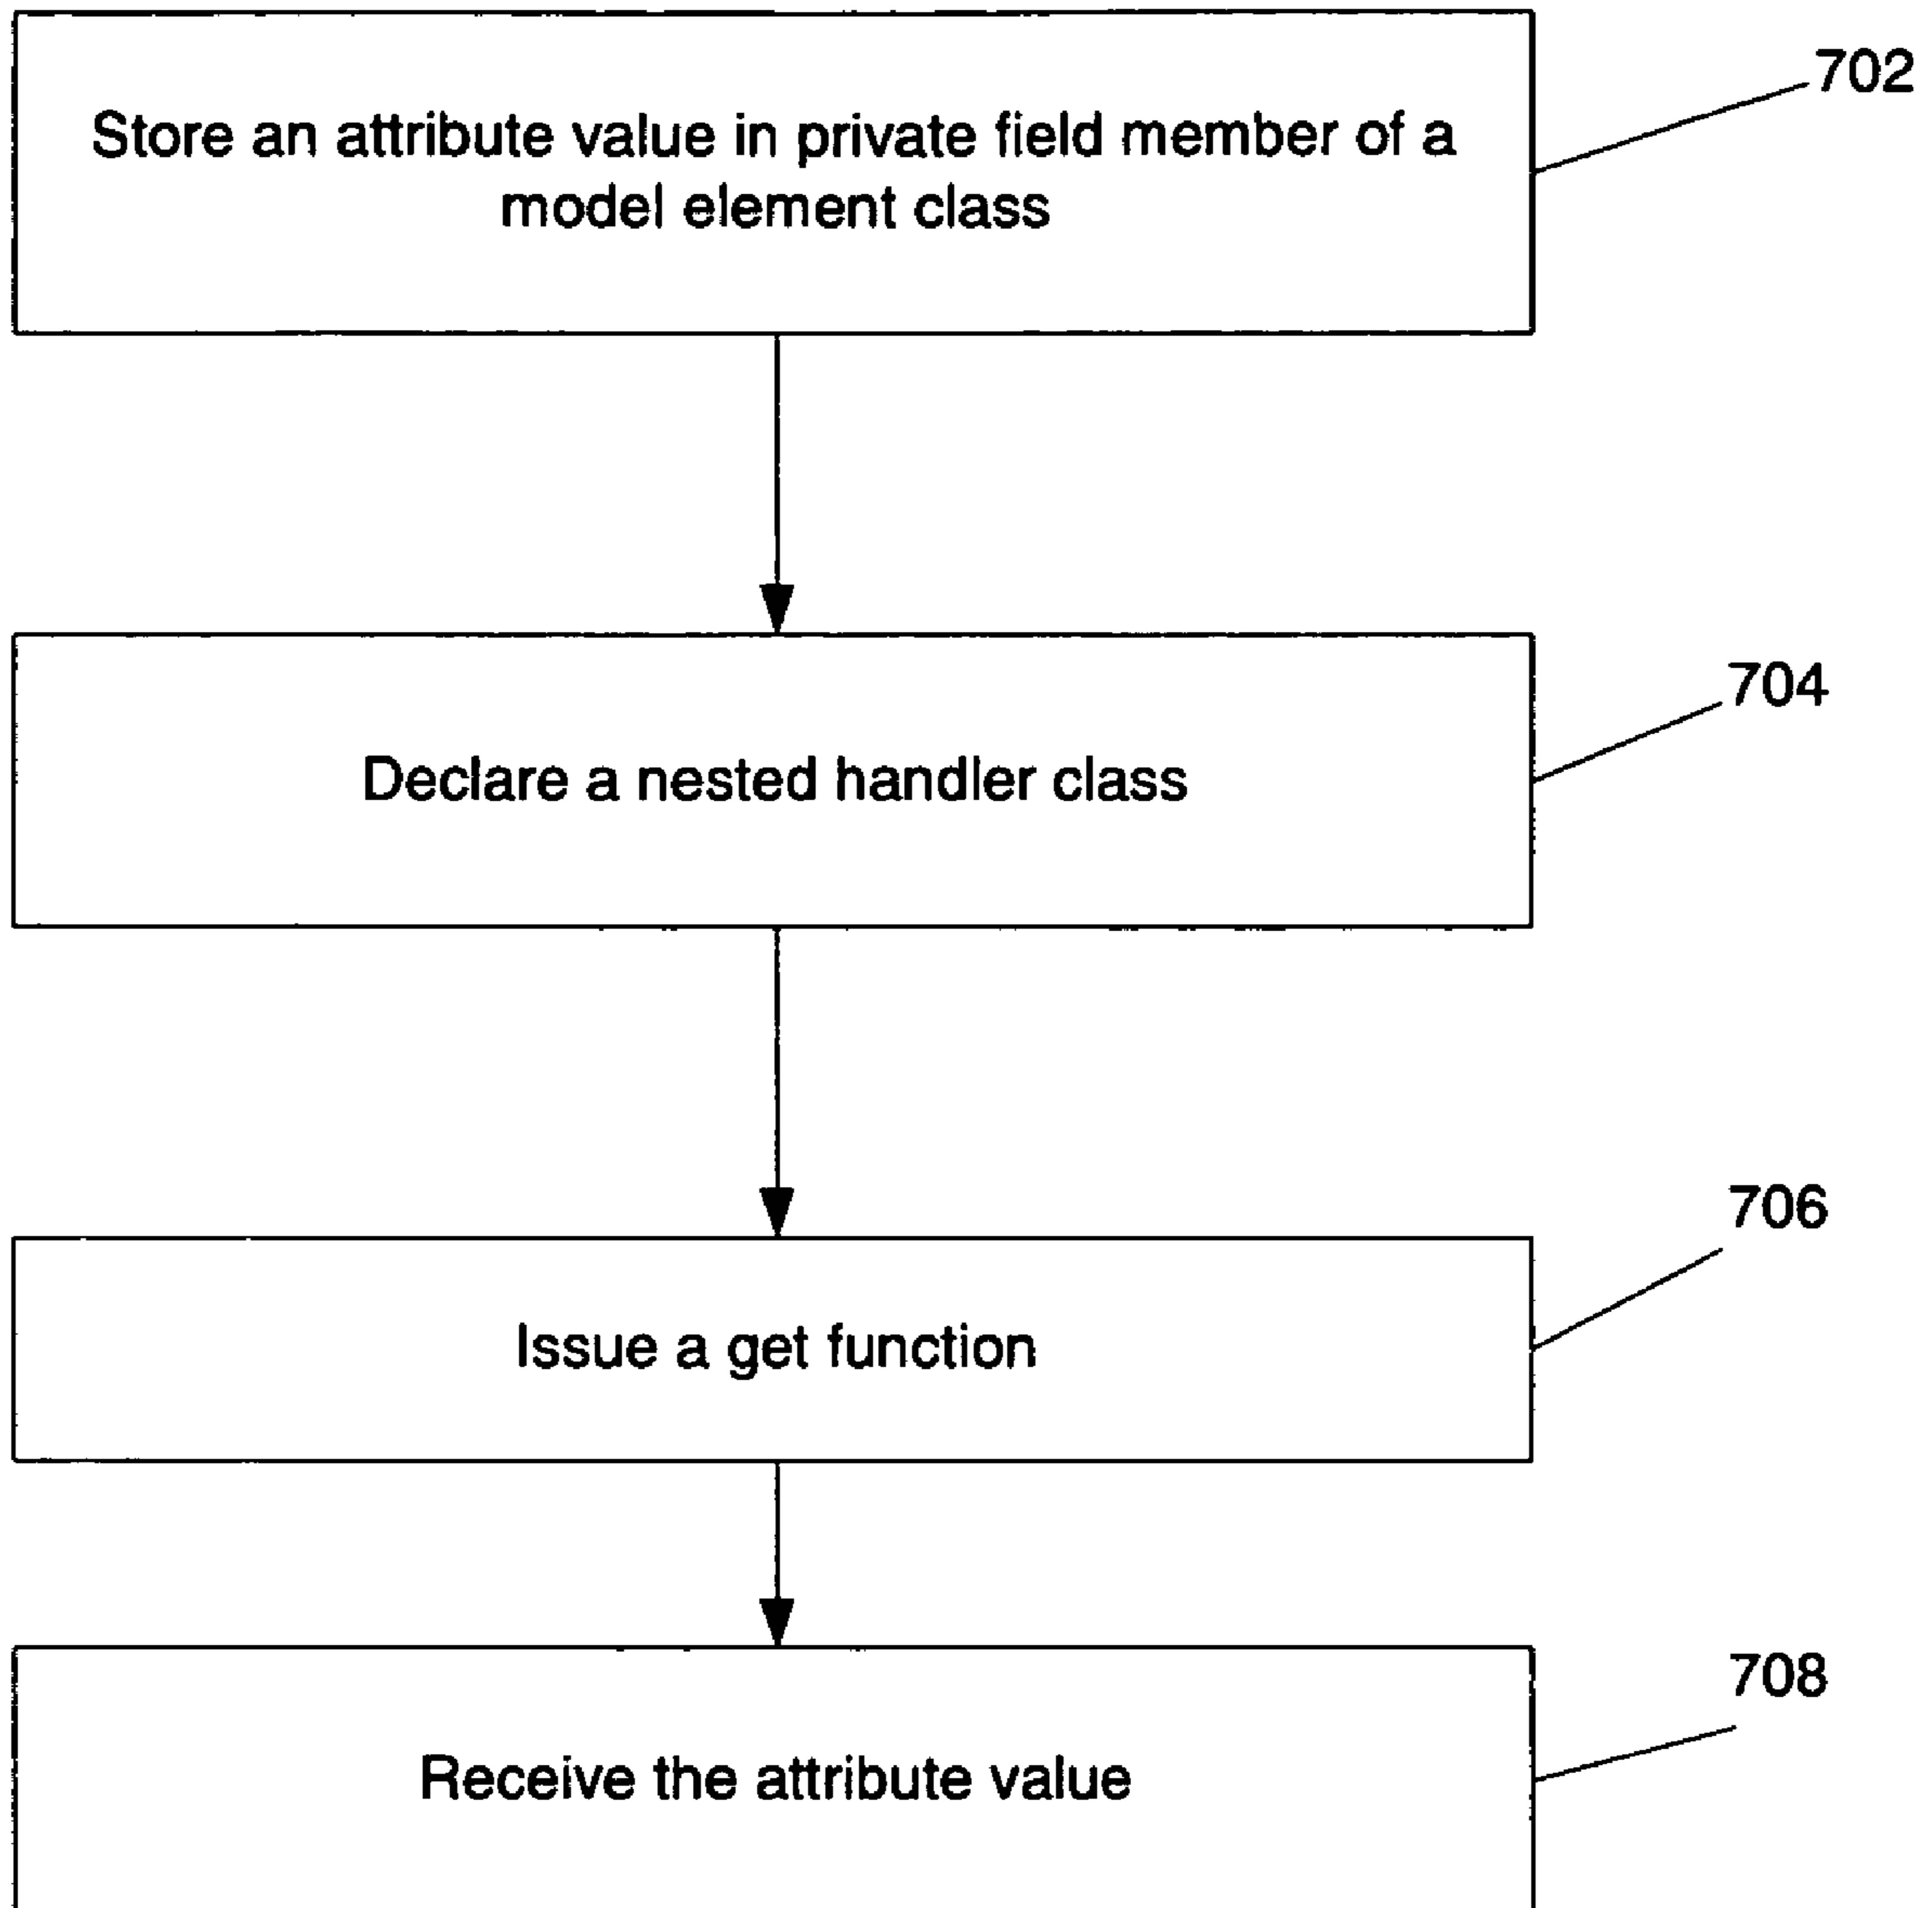 702
Store an attribute value in private field member of a
model element class
704
Declare a nested handler class
706
Issue a get function
708
Receive the attribute value